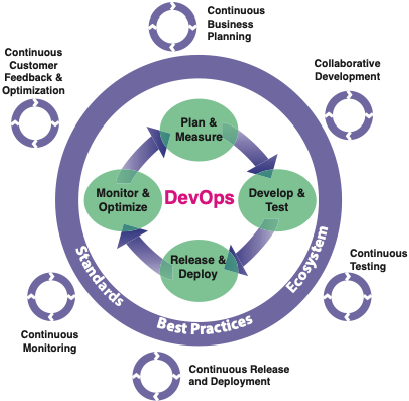 Continuous
Business
Planning
Continuous
Customer
Feedback &
Optimization
Collaborative
Development
Plan &
Measure
Monitor &
Optimize
DevOps
Develop &
Test
Release &
Deploy
Standards
Best Practices
Ecosystem
Continuous
Testing
Continuous
Monitoring
Continuous Release
and Deployment